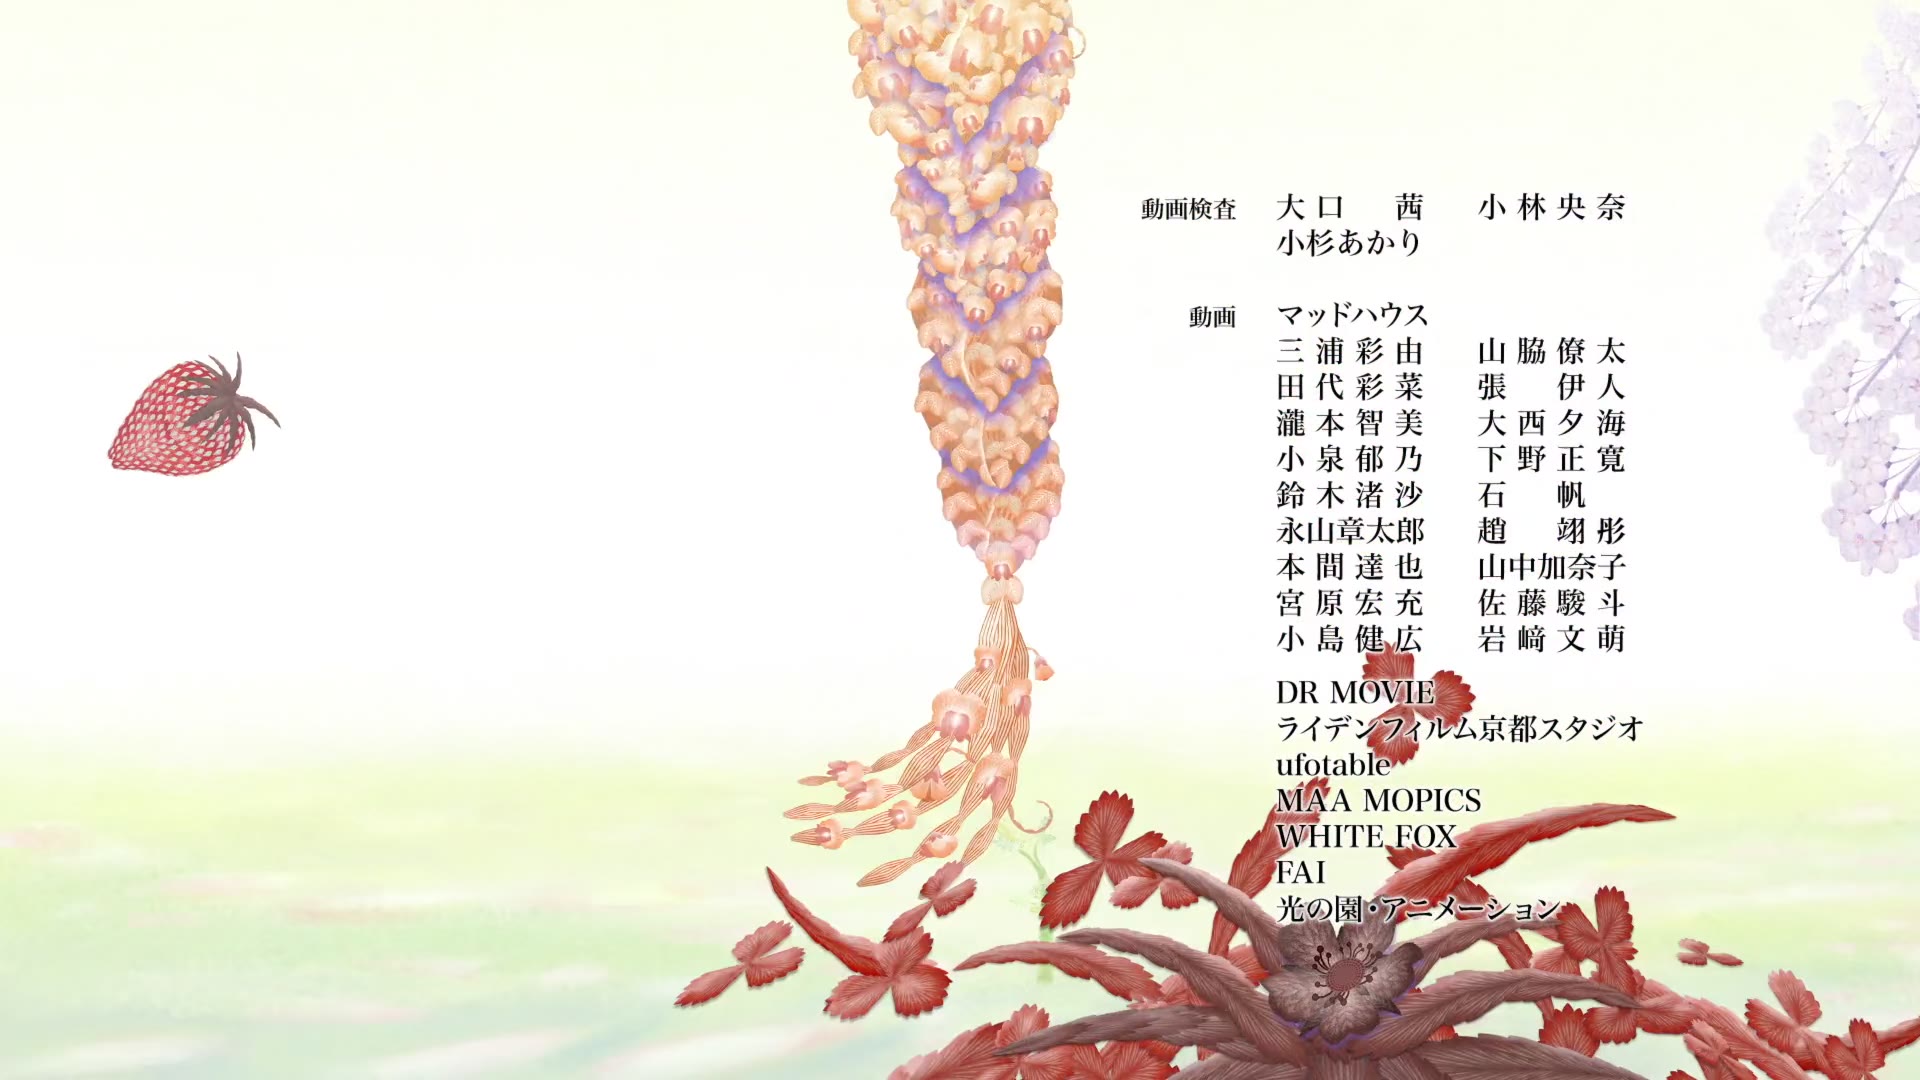 動画検査 大口 茜 小林央奈
小杉あかり
動画 マッドハウス
三浦彩由 山脇僚太
田代彩菜 張 伊人
瀧本智美 大西夕海
小泉郁乃 下野正寛
鈴木渚沙 石 帆
永山章太郎 趙 翊彤
本間達也 山中加奈子
宮原宏充 佐藤駿斗
小島健広 岩﨑文萌
DR MOVIE
ライデンフィルム京都スタジオ
ufotable
MAA MOPICS
WHITE FOX
FAI
光の園・アニメーション